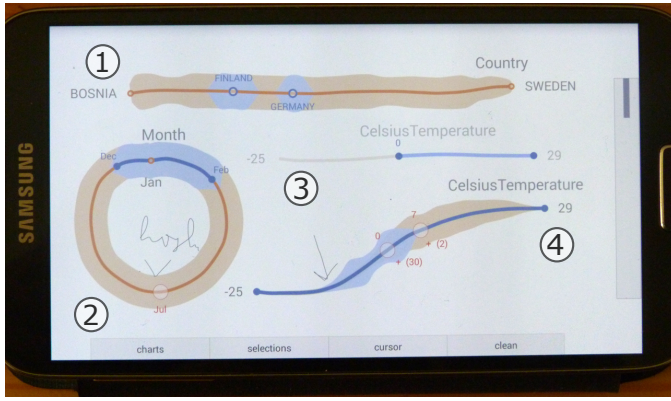 SAMSUNG
①
Country
FINLAND
BOSNIA
SWEDEN
GERMANY
Month
Dec
Feb
Jan
Jul
②
CelsiusTemperature
0
-25
29
③
CelsiusTemperature
29
7
0
+ (2)
+ (30)
-25
④
charts
selections
cursor
clean